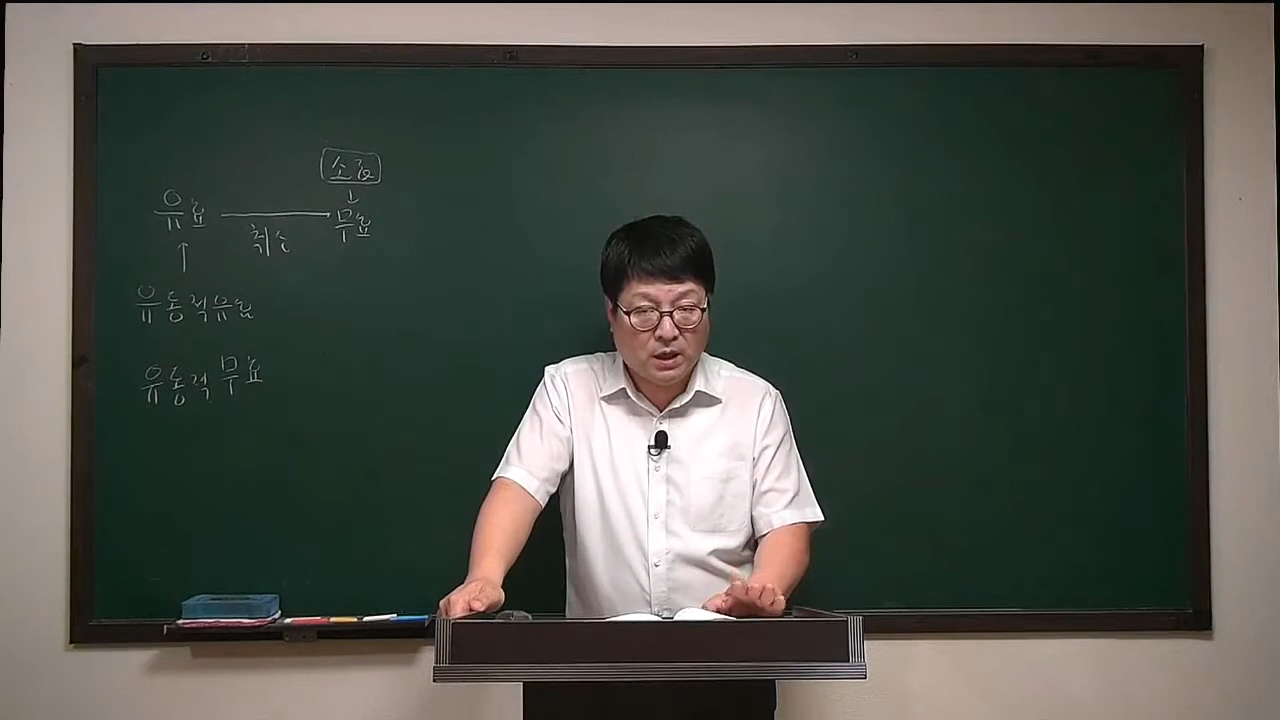 소급
↓
유효 → 무효
취소
↑
유동적유효
유동적 무효